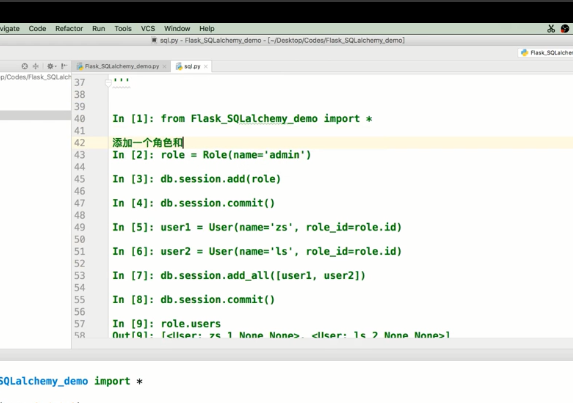 vigate Code Refactor Run Tools VCS Window Help
sql.py - Flask_SQLalchemy_demo - [~/Desktop/Codes/Flask_SQLalchemy_demo]
Flask_SQLalchem
Flask_SQLalchemy_demo.py sql.py
op/Codes/Flask_SQLalch
37 '''
38
39
40 In [1]: from Flask_SQLalchemy_demo import *
41
42 添加一个角色和
43 In [2]: role = Role(name='admin')
44
45 In [3]: db.session.add(role)
46
47 In [4]: db.session.commit()
48
49 In [5]: user1 = User(name='zs', role_id=role.id)
50
51 In [6]: user2 = User(name='ls', role_id=role.id)
52
53 In [7]: db.session.add_all([user1, user2])
54
55 In [8]: db.session.commit()
56
57 In [9]: role.users
58 Out[9]: [<User: zs 1 None None>, <User: ls 2 None None>]
SQLalchemy_demo import *